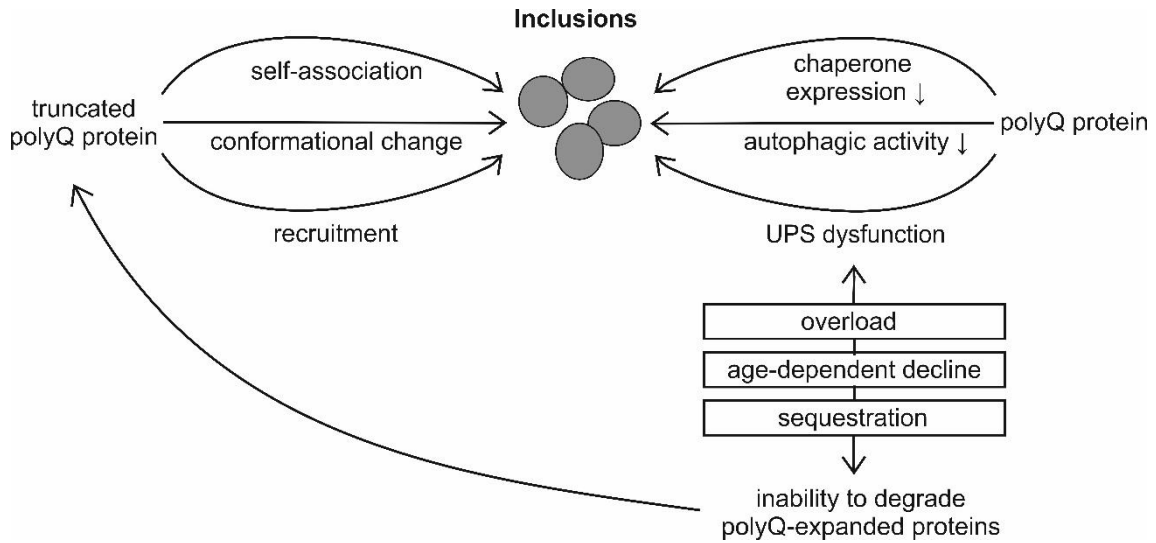 Inclusions
self-association
truncated
polyQ protein
conformational change
recruitment
chaperone
expression ↓
polyQ protein
autophagic activity ↓
UPS dysfunction
overload
age-dependent decline
sequestration
inability to degrade
polyQ-expanded proteins